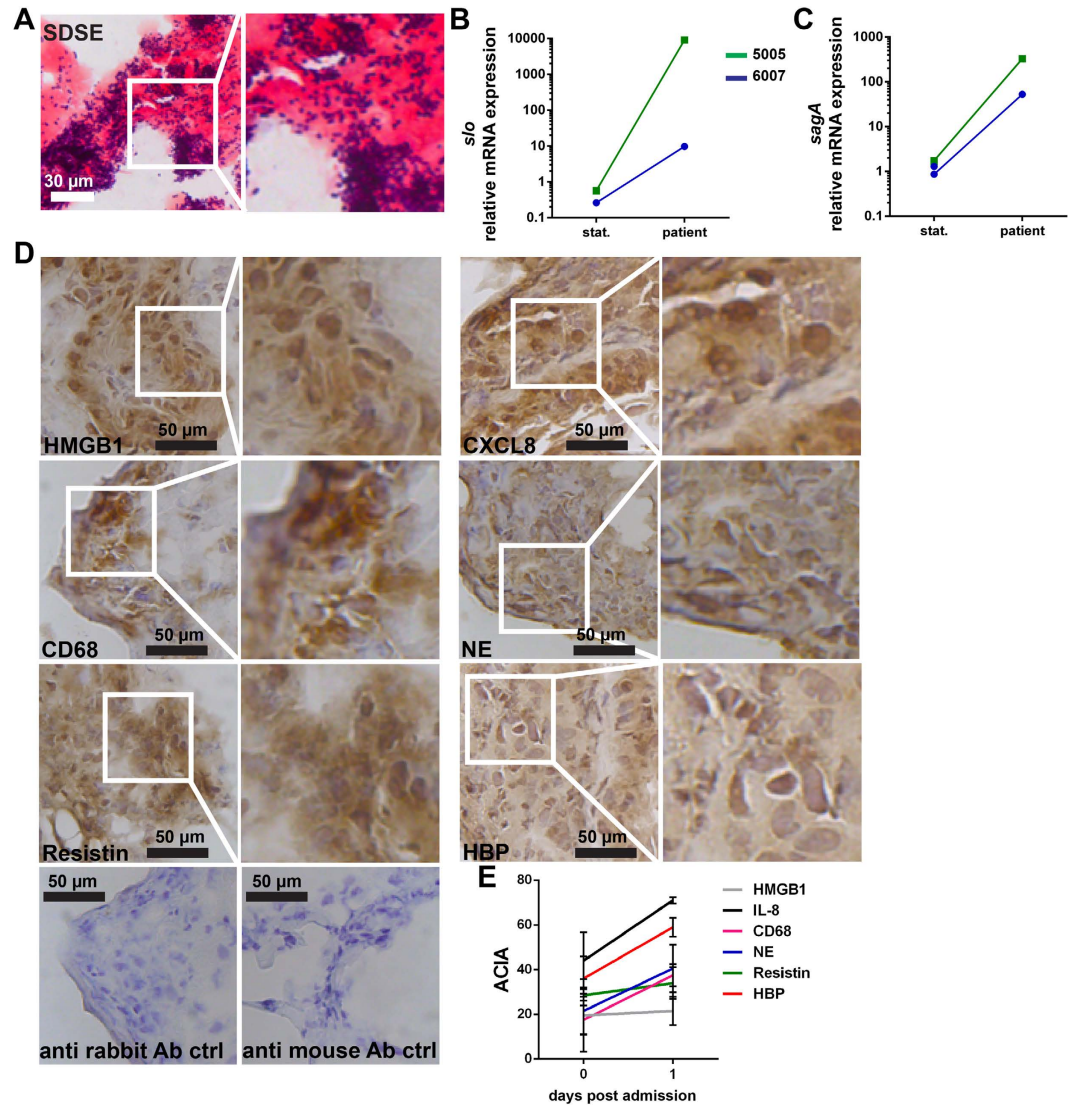 A
SDSE
30 µm
B
slo
relative mRNA expression
10000
1000
100
10
1
0.1
stat.
patient
5005
6007
C
sagA
relative mRNA expression
1000
100
10
1
0.1
stat.
patient
D
50 µm
HMGB1
50 µm
CXCL8
50 µm
CD68
50 µm
NE
50 µm
Resistin
50 µm
HBP
50 µm
anti rabbit Ab ctrl
50 µm
anti mouse Ab ctrl
E
ACIA
80
60
40
20
0
0
1
days post admission
HMGB1
IL-8
CD68
NE
Resistin
HBP